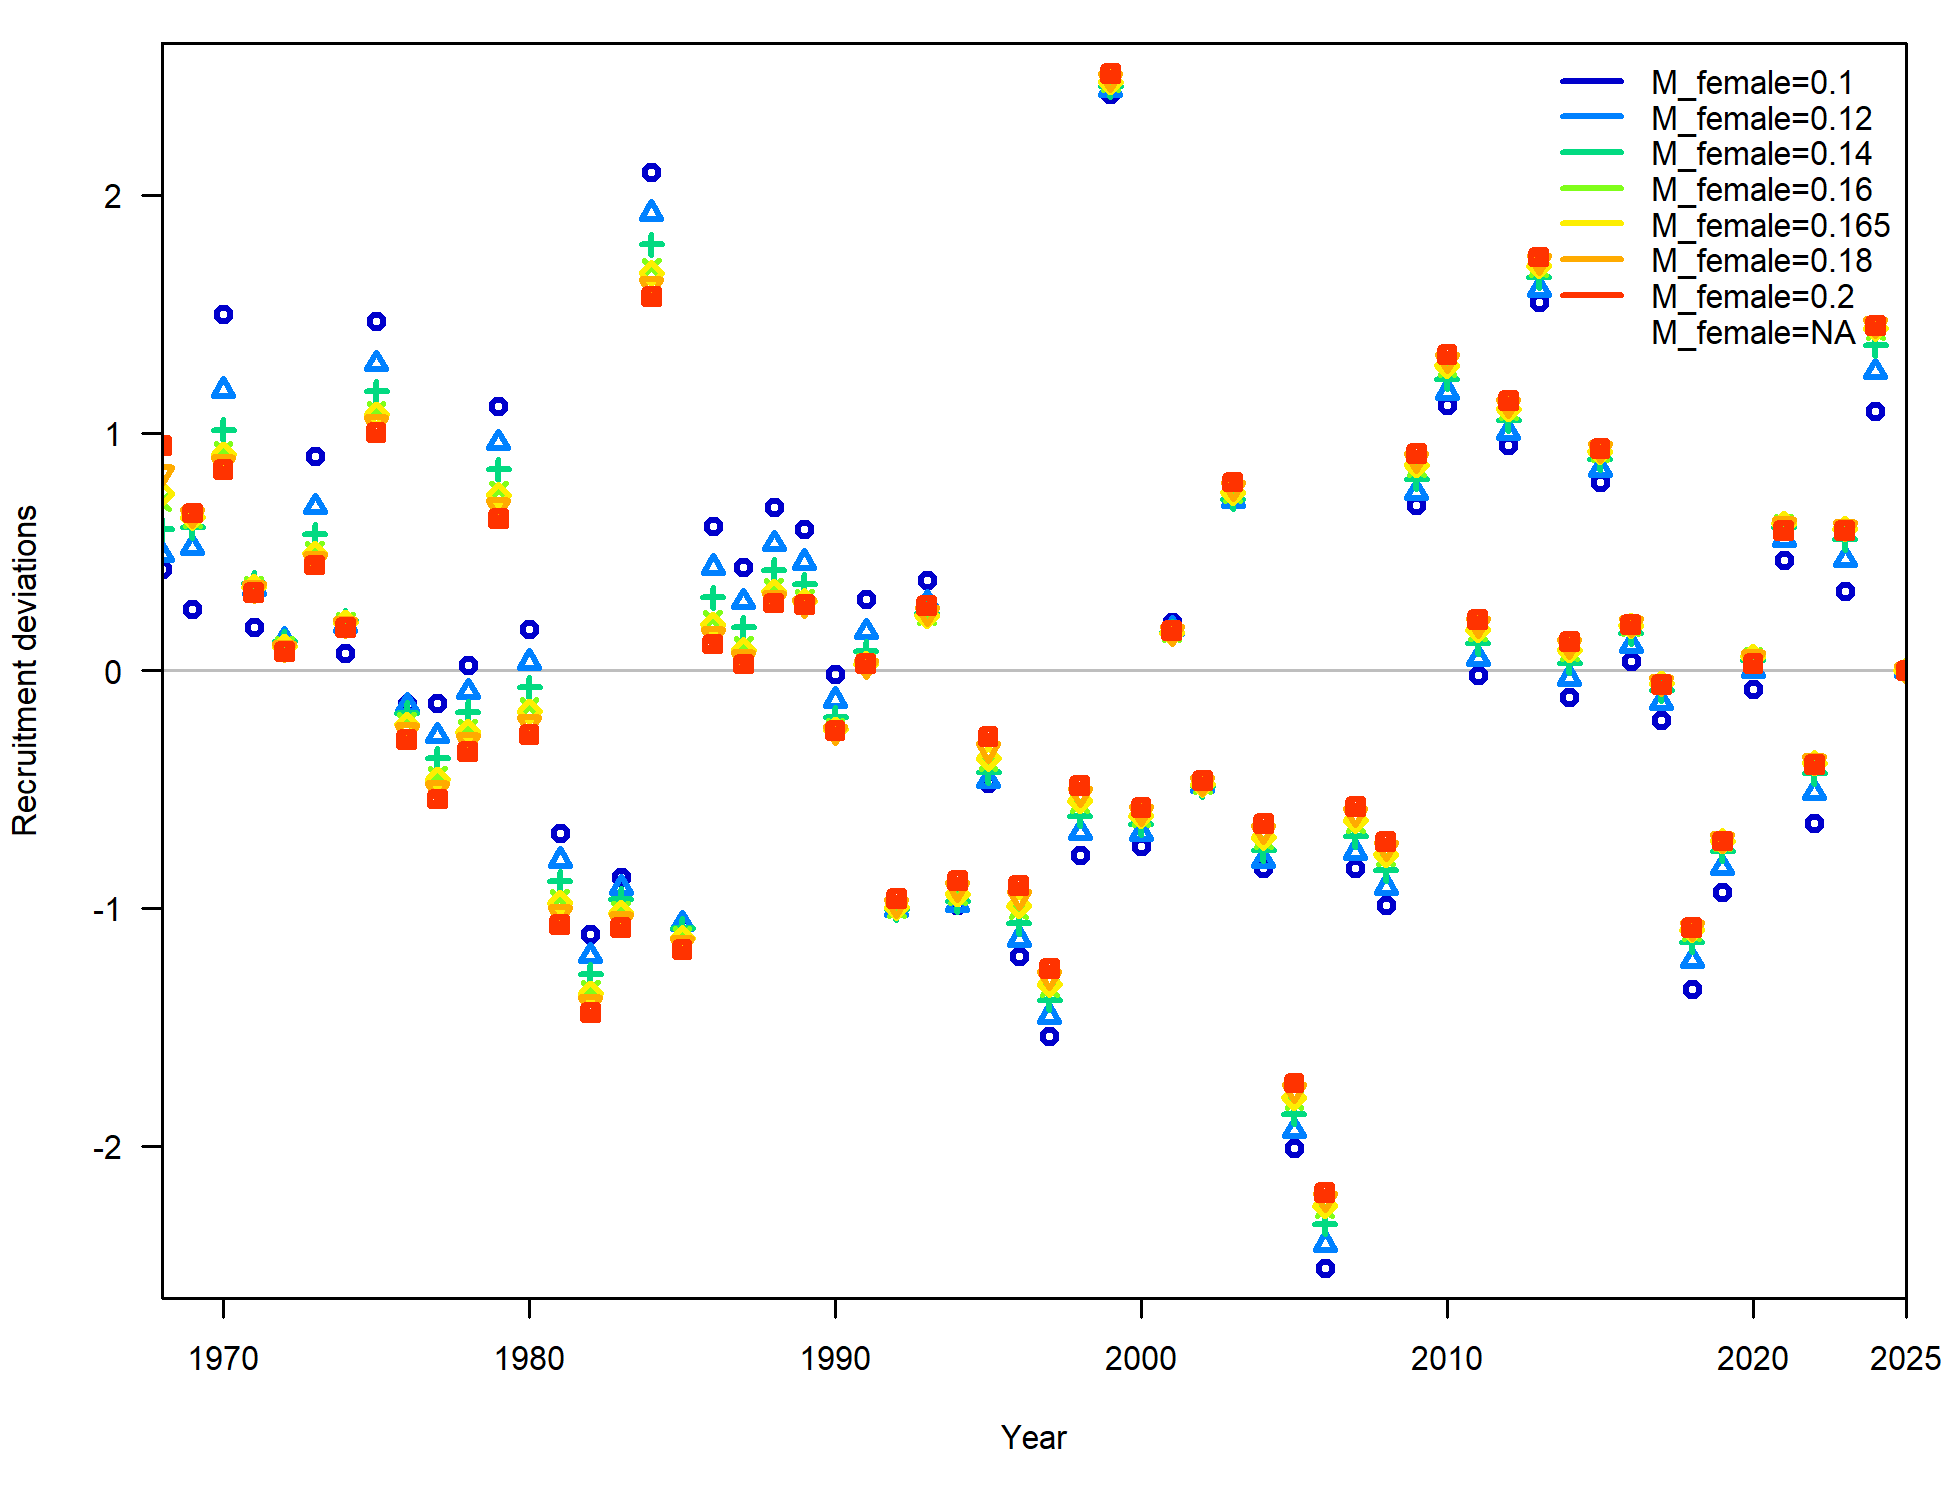 M_female=0.1
M_female=0.12
M_female=0.14
M_female=0.16
M_female=0.165
M_female=0.18
M_female=0.2
M_female=NA
Recruitment deviations
2
1
0
-1
-2
1970 1980 1990 2000 2010 2020 2025
Year